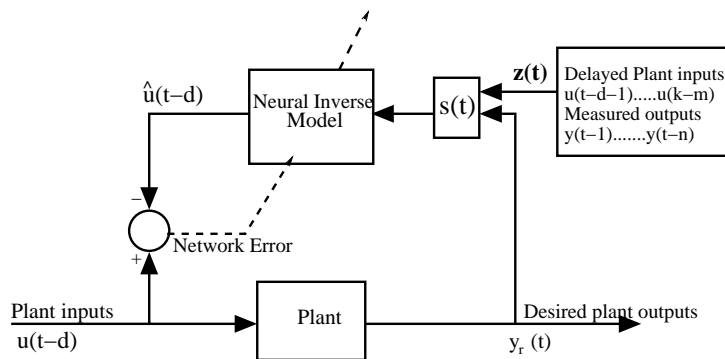 û(t−d)
Neural Inverse
Model
s(t)
z(t)
Delayed Plant inputs
u(t−d−1).....u(k−m)
Measured outputs
y(t−1).......y(t−n)
−
+
Network Error
Plant inputs
u(t−d)
Plant
Desired plant outputs
y_r (t)